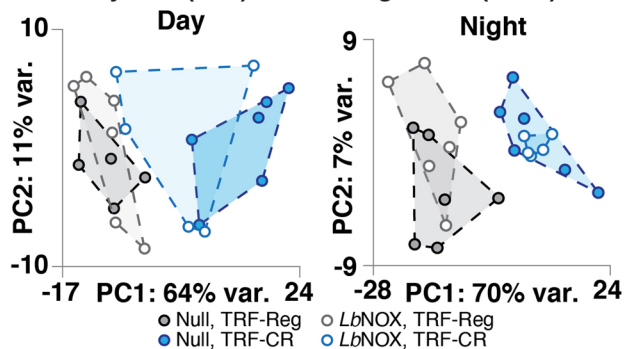 Day
Night
10
9
PC2: 11% var.
PC2: 7% var.
-10
-9
-17 PC1: 64% var. 24
-28 PC1: 70% var. 24
Null, TRF-Reg LbNOX, TRF-Reg
Null, TRF-CR LbNOX, TRF-CR